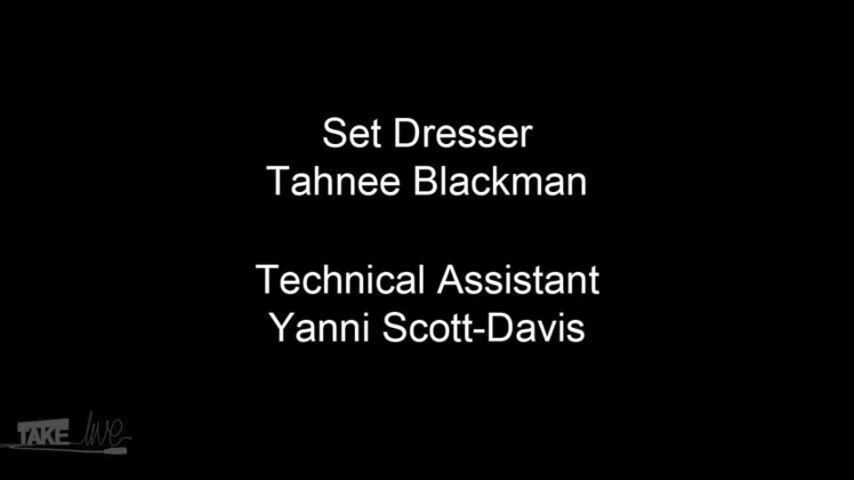 Set Dresser
Tahnee Blackman
Technical Assistant
Yanni Scott-Davis
TAKE live